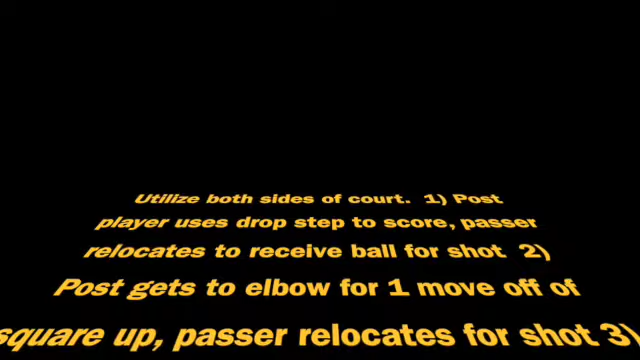 Utilize both sides of court. 1) Post
player uses drop step to score, passer
relocates to receive ball for shot 2)
Post gets to elbow for 1 move off of
square up, passer relocates for shot 3)